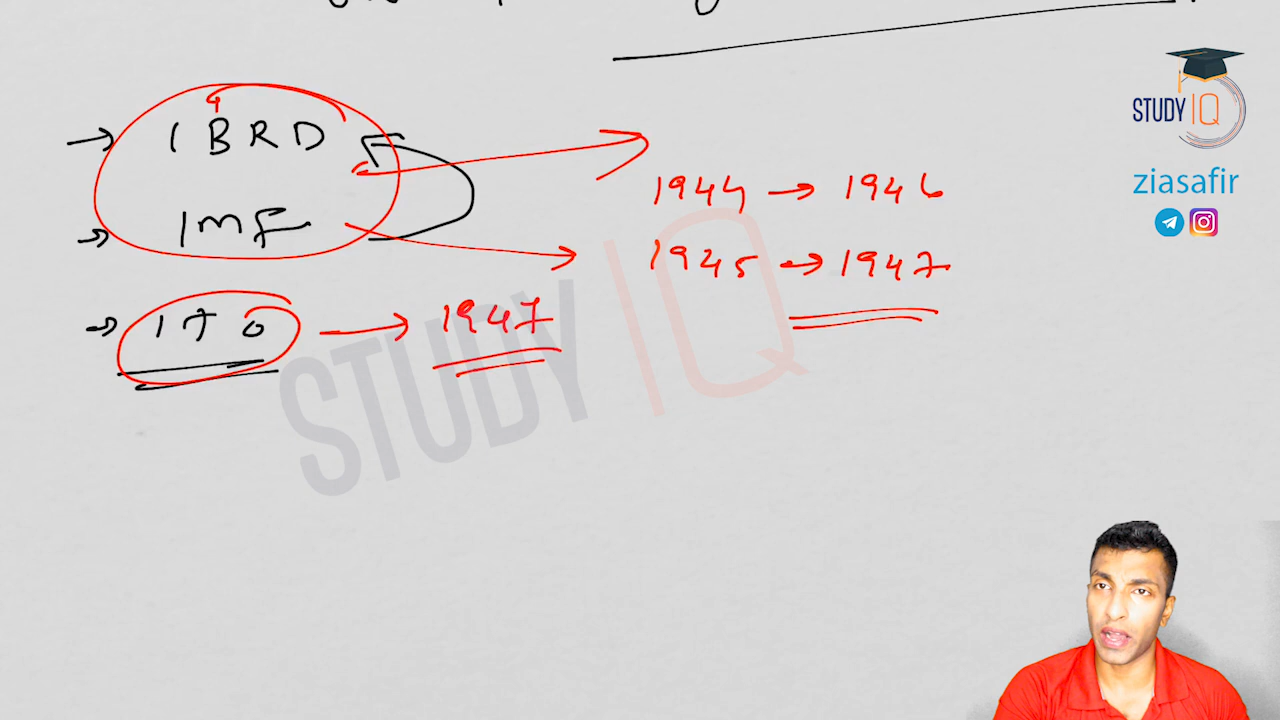 IBRD
IMF
1944 → 1946
1945 → 1947
ITO → 1947
STUDY IQ
ziasafir
STUDY IQ